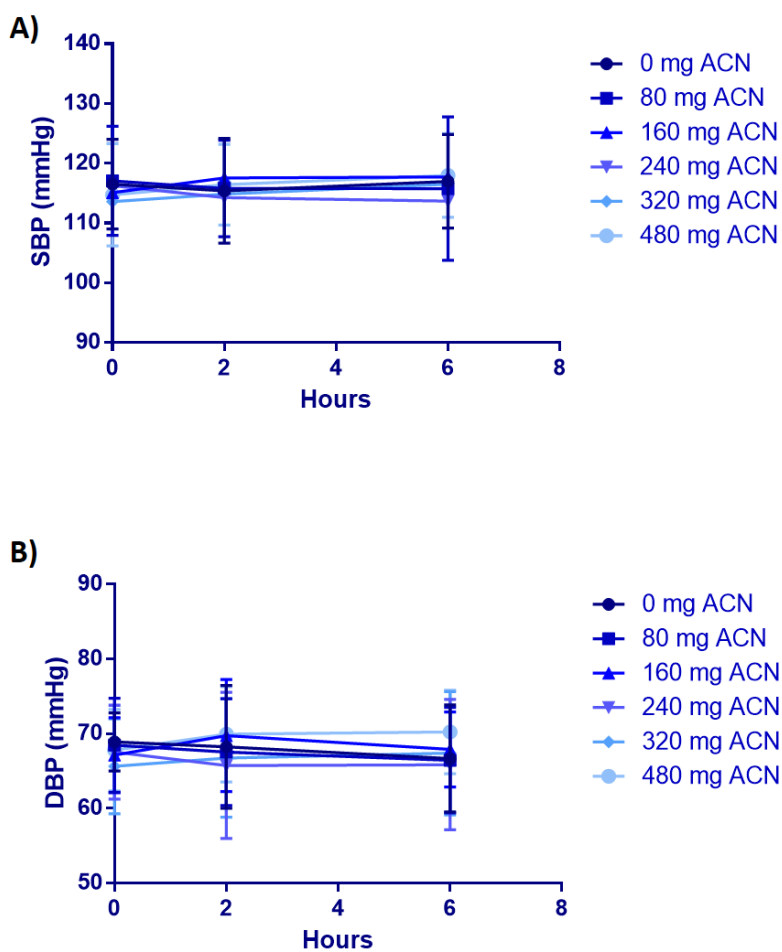 A)
140
130
120
110
100
90
SBP (mmHg)
0 2 4 6 8
Hours
0 mg ACN
80 mg ACN
160 mg ACN
240 mg ACN
320 mg ACN
480 mg ACN
B)
90
80
70
60
50
DBP (mmHg)
0 2 4 6 8
Hours
0 mg ACN
80 mg ACN
160 mg ACN
240 mg ACN
320 mg ACN
480 mg ACN